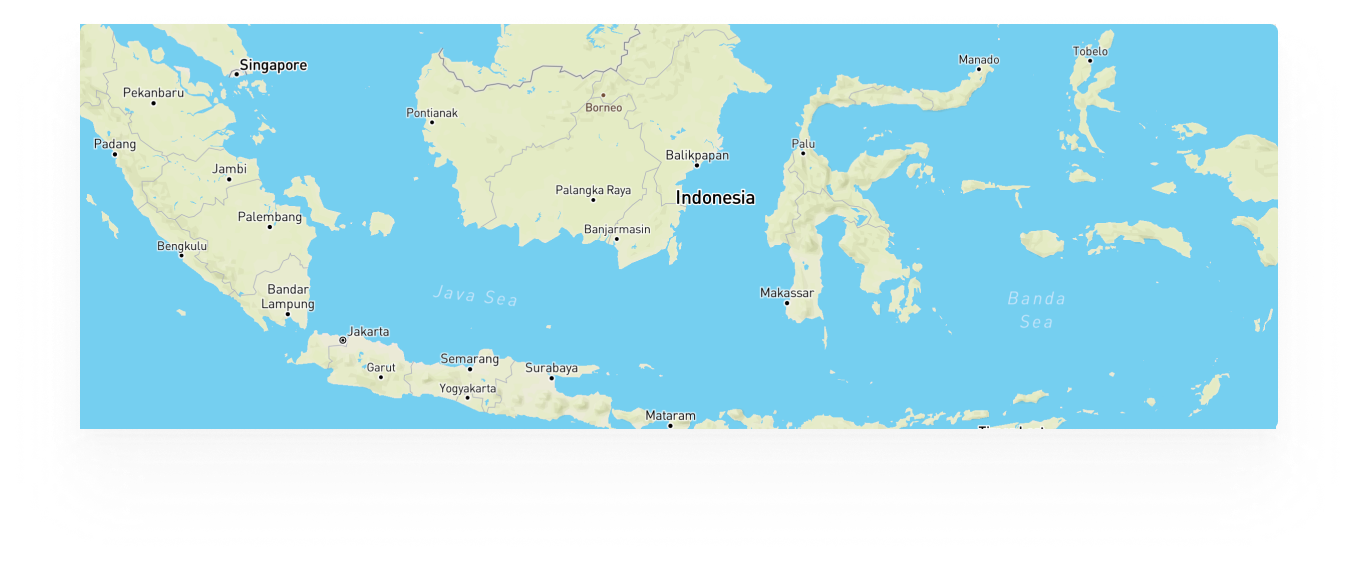 Singapore
Pekanbaru
Padang
Jambi
Palembang
Bengkulu
Bandar
Lampung
Jakarta
Garut
Semarang
Yogyakarta
Surabaya
Mataram
Java Sea
Pontianak
Borneo
Balikpapan
Palangka Raya
Banjarmasin
Indonesia
Manado
Tobelo
Palu
Makassar
Banda
Sea